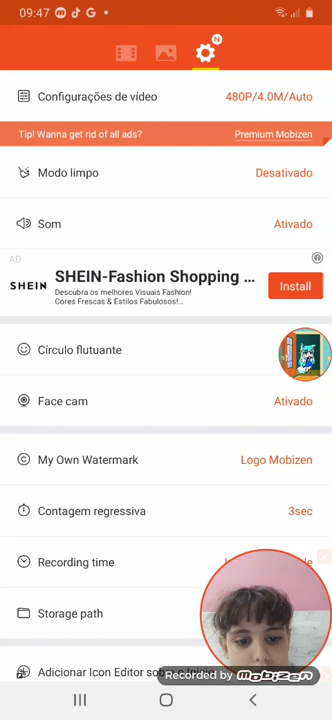 09:47
N
Configurações de vídeo 480P/4.0M/Auto
Tip! Wanna get rid of all ads? Premium Mobizen
Modo limpo Desativado
Som Ativado
AD
SHEIN SHEIN-Fashion Shopping ...
Descubra os melhores Visuais Fashion!
Cores Frescas & Estilos Fabulosos!...
Install
Círculo flutuante
Face cam Ativado
My Own Watermark Logo Mobizen
Contagem regressiva 3sec
Recording time
Storage path
Adicionar Icon Editor
Recorded by mobizen